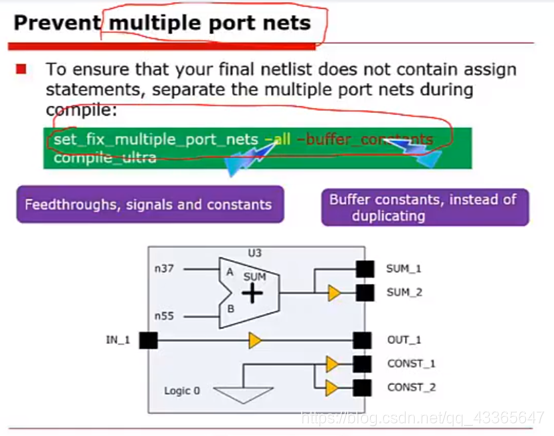 Prevent multiple port nets
To ensure that your final netlist does not contain assign
statements, separate the multiple port nets during
compile:
set_fix_multiple_port_nets –all –buffer_constants
compile_ultra
Feedthroughs, signals and constants
Buffer constants, instead of
duplicating
U3
n37
A
SUM
SUM_1
+
SUM_2
n55
B
IN_1
OUT_1
CONST_1
Logic 0
CONST_2
https://blog.csdn.net/qq_43365647